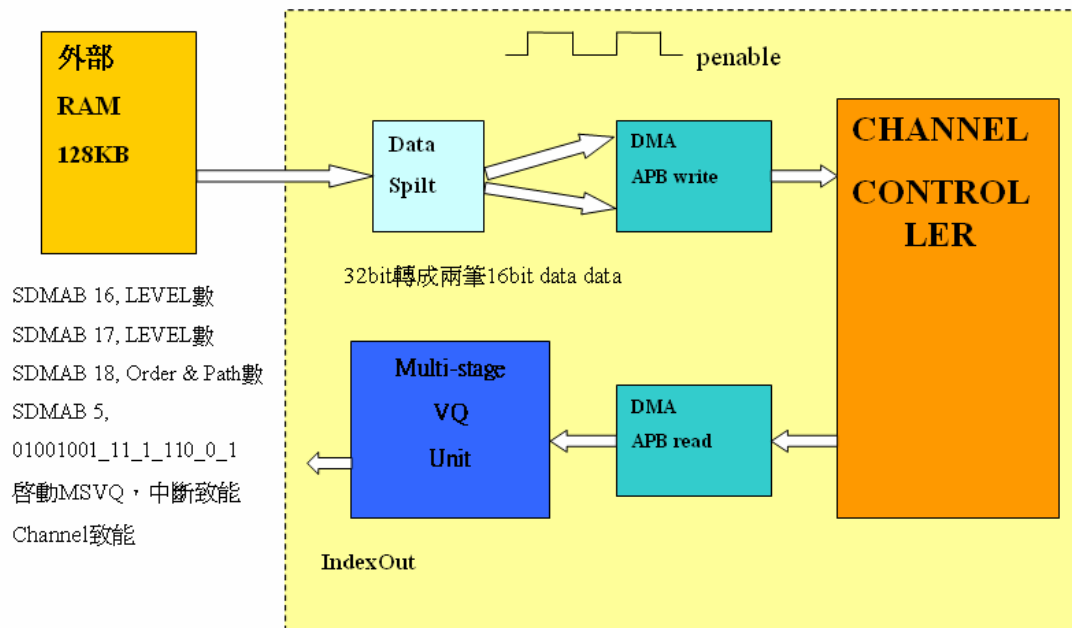 外部
RAM
128KB
penable
Data
Spilt
DMA
APB write
CHANNEL
CONTROL
LER
32bit轉成兩筆16bit data data
SDMAB 16, LEVEL數
SDMAB 17, LEVEL數
SDMAB 18, Order & Path數
SDMAB 5,
01001001_11_1_110_0_1
啓動MSVQ，中斷致能
Channel致能
Multi-stage
VQ
Unit
DMA
APB read
IndexOut